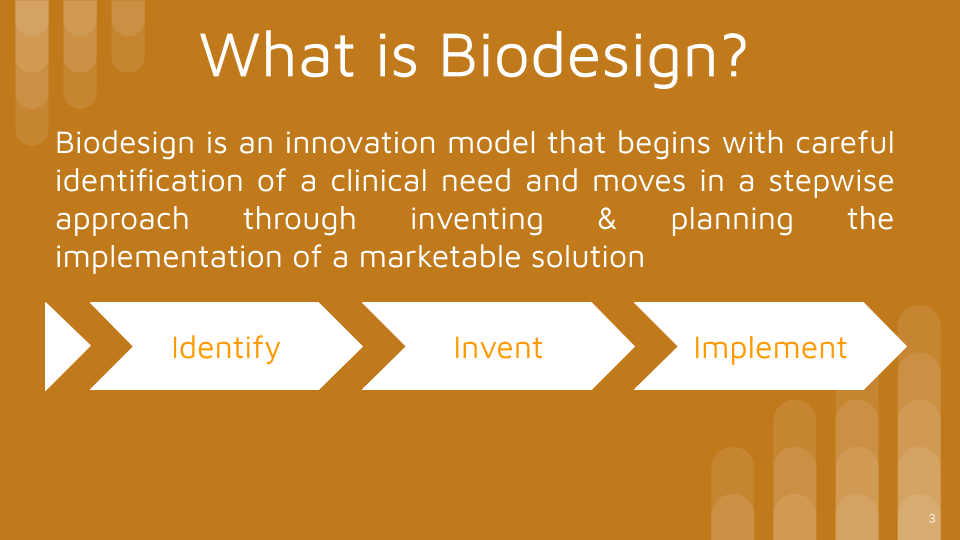 What is Biodesign?
Biodesign is an innovation model that begins with careful
identification of a clinical need and moves in a stepwise
approach through inventing & planning the
implementation of a marketable solution
Identify
Invent
Implement
3